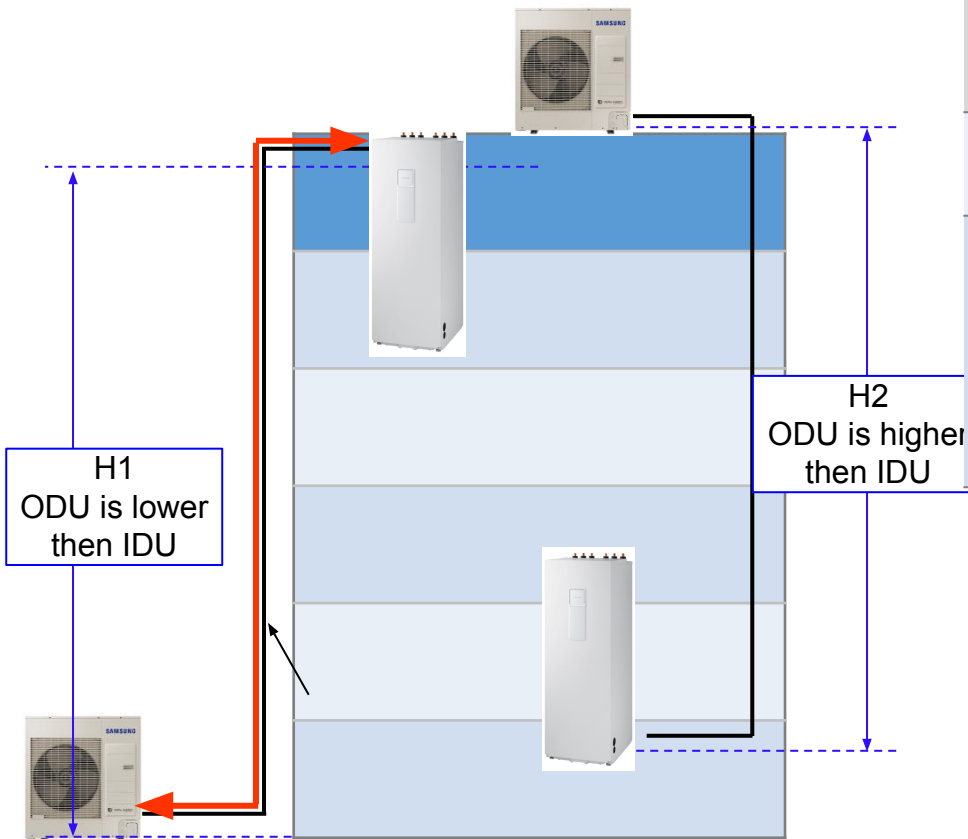 SAMSUNG
H2
ODU is higher
then IDU
H1
ODU is lower
then IDU
SAMSUNG